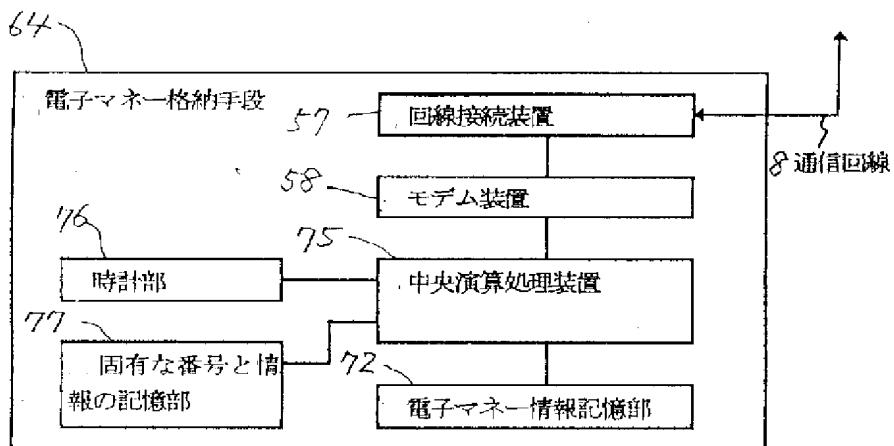 64
電子マネー格納手段
57
回線接続装置
8 通信回線
58
モデム装置
76
75
時計部
中央演算処理装置
77
固有な番号と情
報の記憶部
72
電子マネー情報記憶部